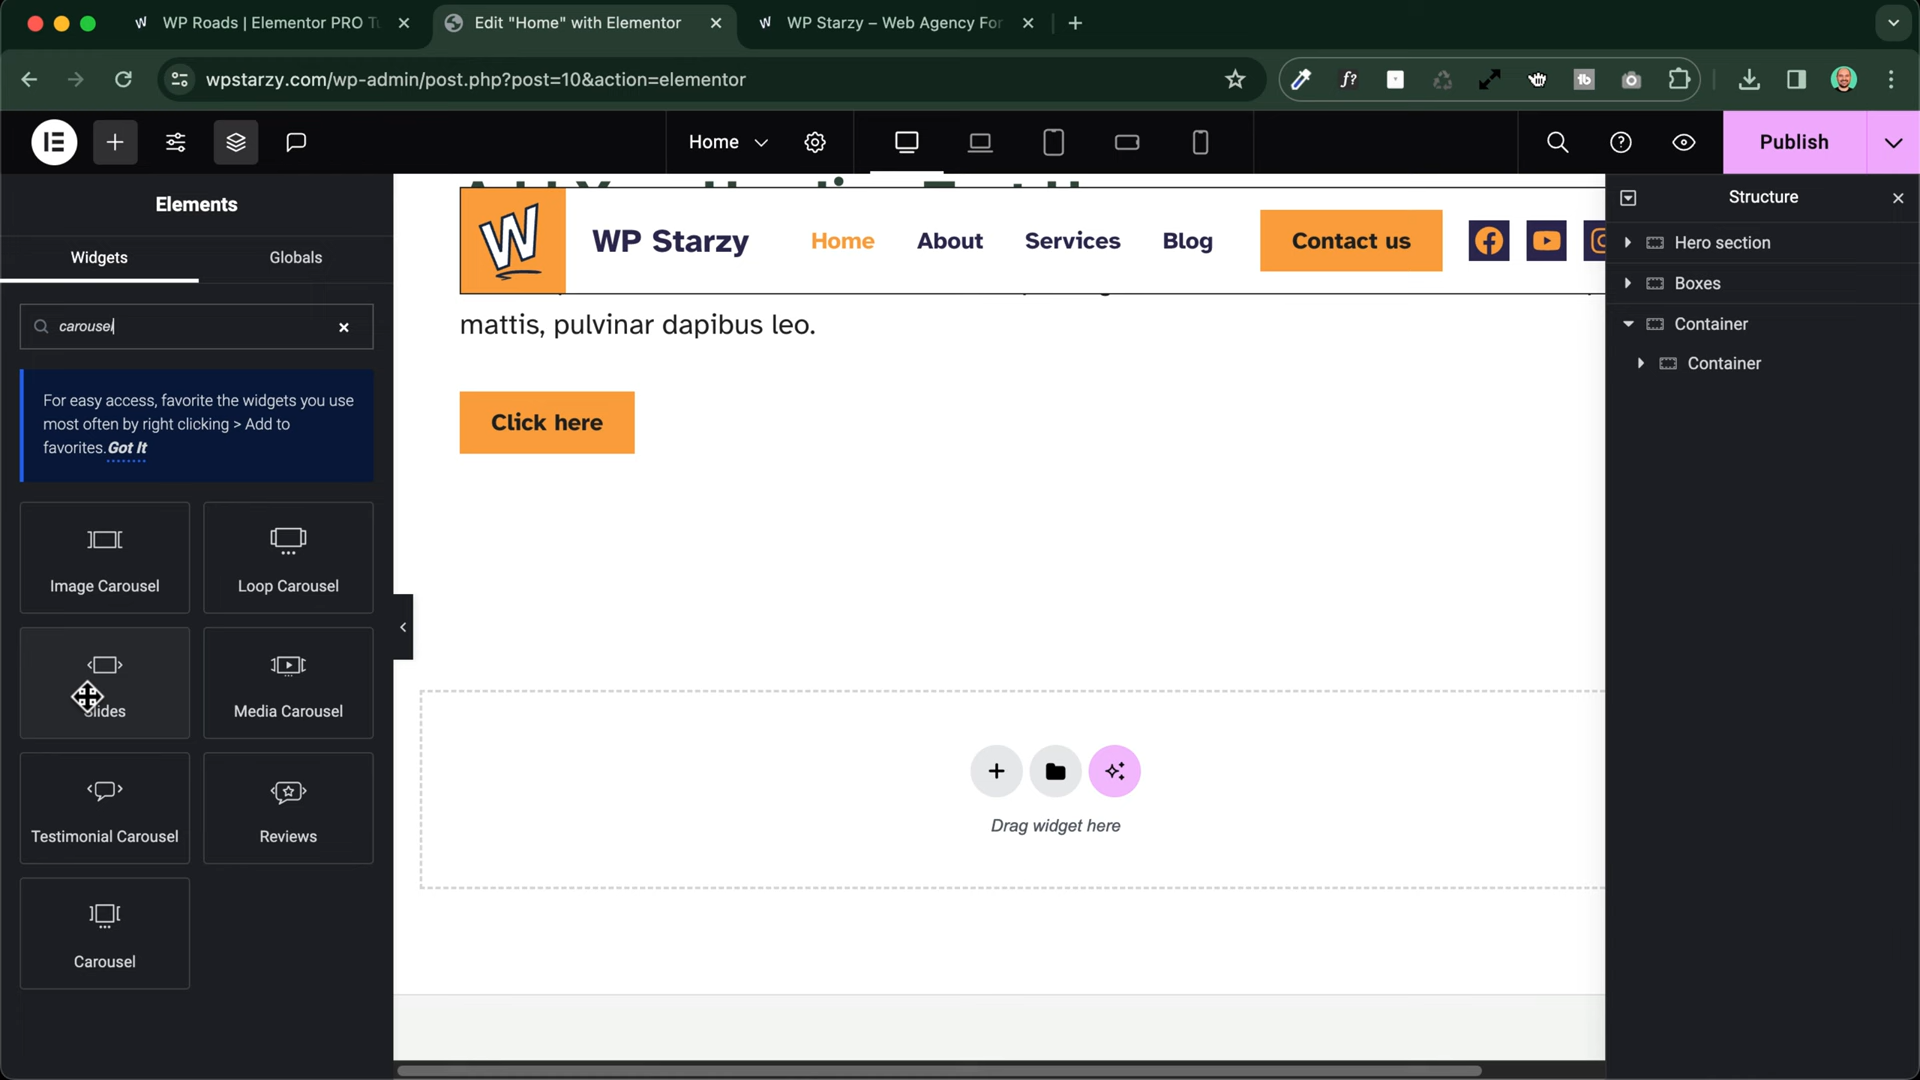 WP Roads | Elementor PRO Tu
Edit "Home" with Elementor
WP Starzy – Web Agency For
wpstarzy.com/wp-admin/post.php?post=10&action=elementor
f?
tb
Home
Publish
Elements
Widgets
Globals
carousel
For easy access, favorite the widgets you use
most often by right clicking > Add to
favorites. Got It
Image Carousel
Loop Carousel
Slides
Media Carousel
Testimonial Carousel
Reviews
Carousel
W
WP Starzy
Home
About
Services
Blog
Contact us
mattis, pulvinar dapibus leo.
Click here
Drag widget here
Structure
Hero section
Boxes
Container
Container